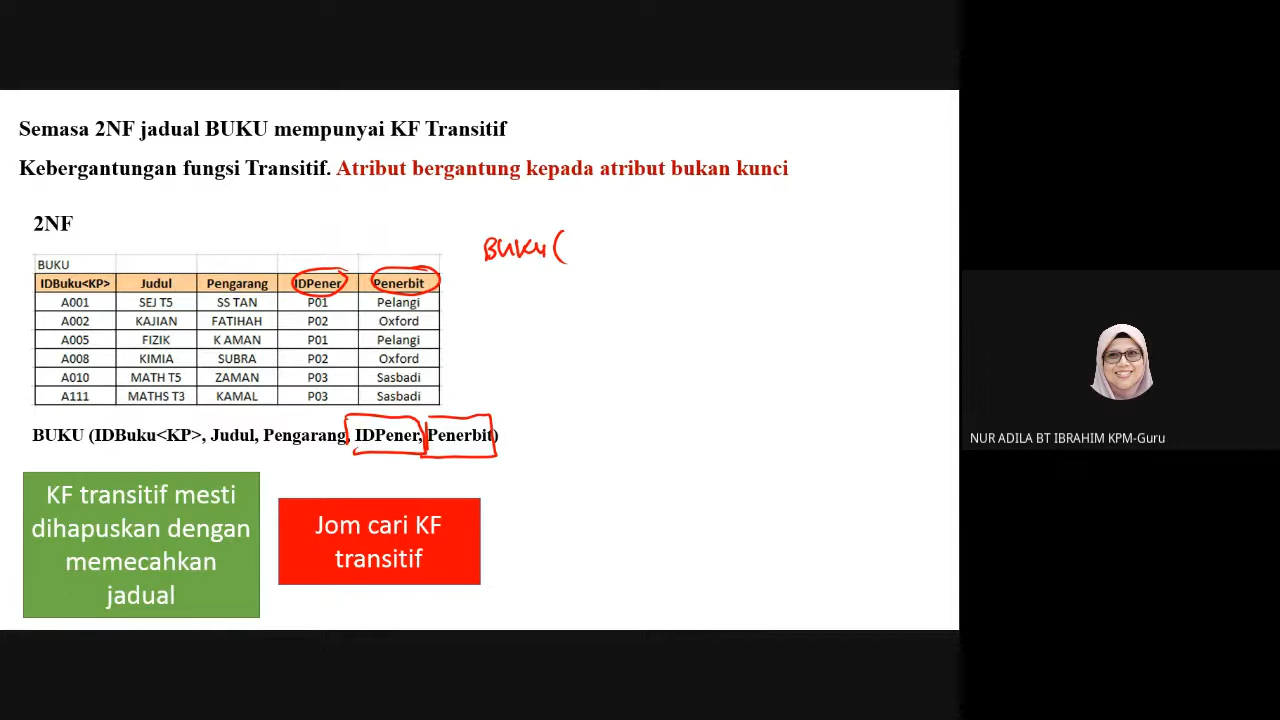 Semasa 2NF jadual BUKU mempunyai KF Transitif
Kebergantungan fungsi Transitif. Atribut bergantung kepada atribut bukan kunci
2NF
BUKU
IDBuku<KP> Judul Pengarang IDPener Penerbit
A001 SEJ T5 SS TAN P01 Pelangi
A002 KAJIAN FATIHAH P02 Oxford
A005 FIZIK K AMAN P01 Pelangi
A008 KIMIA SUBRA P02 Oxford
A010 MATH T5 ZAMAN P03 Sasbadi
A111 MATHS T3 KAMAL P03 Sasbadi
BUKU (IDBuku<KP>, Judul, Pengarang, IDPener, Penerbit)
BUKU (
KF transitif mesti
dihapuskan dengan
memecahkan
jadual
Jom cari KF
transitif
NUR ADILA BT IBRAHIM KPM-Guru